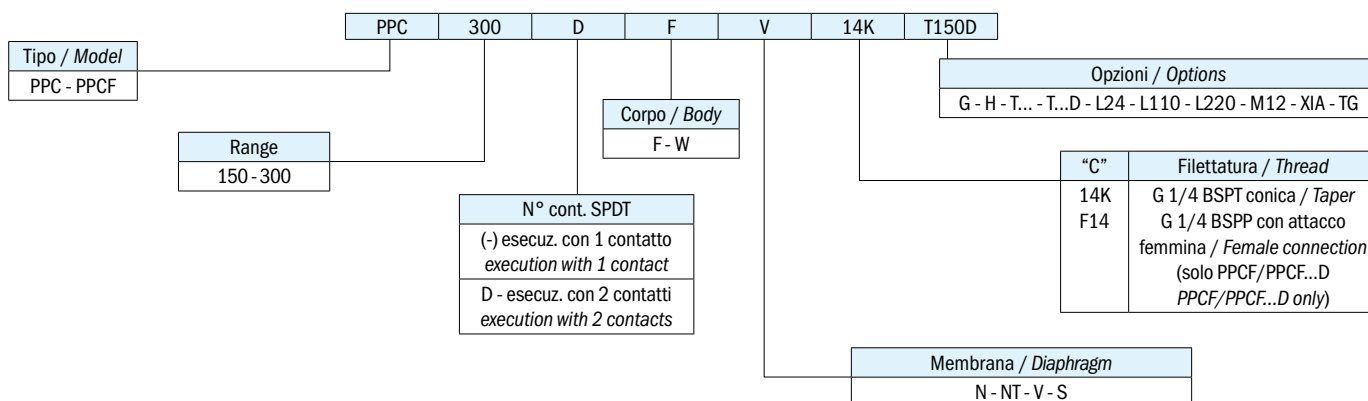 PPC 300 D F V 14K T150D
Tipo / Model
PPC - PPCF
Opzioni / Options
G - H - T... - T...D - L24 - L110 - L220 - M12 - XIA - TG
Corpo / Body
F - W
Range
150 - 300
"C" Filettatura / Thread
14K G 1/4 BSPT conica / Taper
F14 G 1/4 BSPP con attacco
femmina / Female connection
(solo PPCF/PPCF...D
PPCF/PPCF...D only)
N° cont. SPDT
(-) esecuz. con 1 contatto
execution with 1 contact
D - esecuz. con 2 contatti
execution with 2 contacts
Membrana / Diaphragm
N - NT - V - S